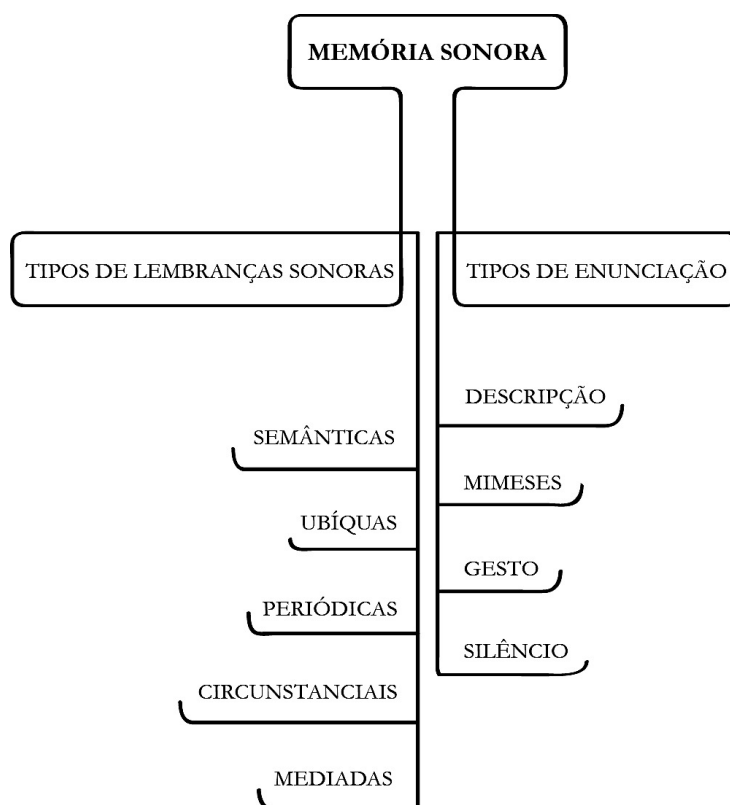 MEMÓRIA SONORA
TIPOS DE LEMBRANÇAS SONORAS
SEMÂNTICAS
UBÍQUAS
PERIÓDICAS
CIRCUNSTANCIAIS
MEDIADAS
TIPOS DE ENUNCIAÇÃO
DESCRIPÇÃO
MIMESES
GESTO
SILÊNCIO